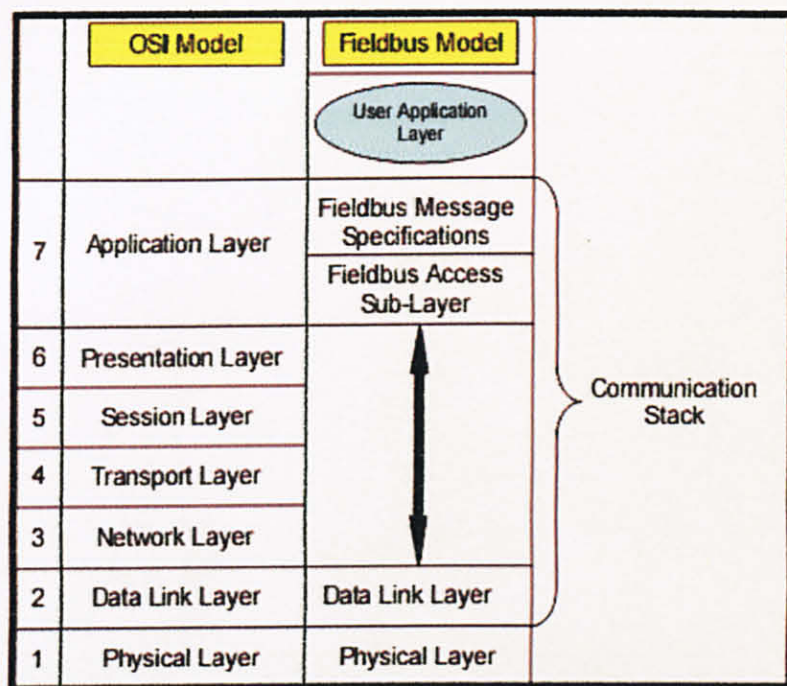 OSI Model Fieldbus Model
User Application
Layer
7 Application Layer Fieldbus Message
Specifications
Fieldbus Access
Sub-Layer
6 Presentation Layer
5 Session Layer
4 Transport Layer
3 Network Layer
2 Data Link Layer Data Link Layer
1 Physical Layer Physical Layer
Communication
Stack